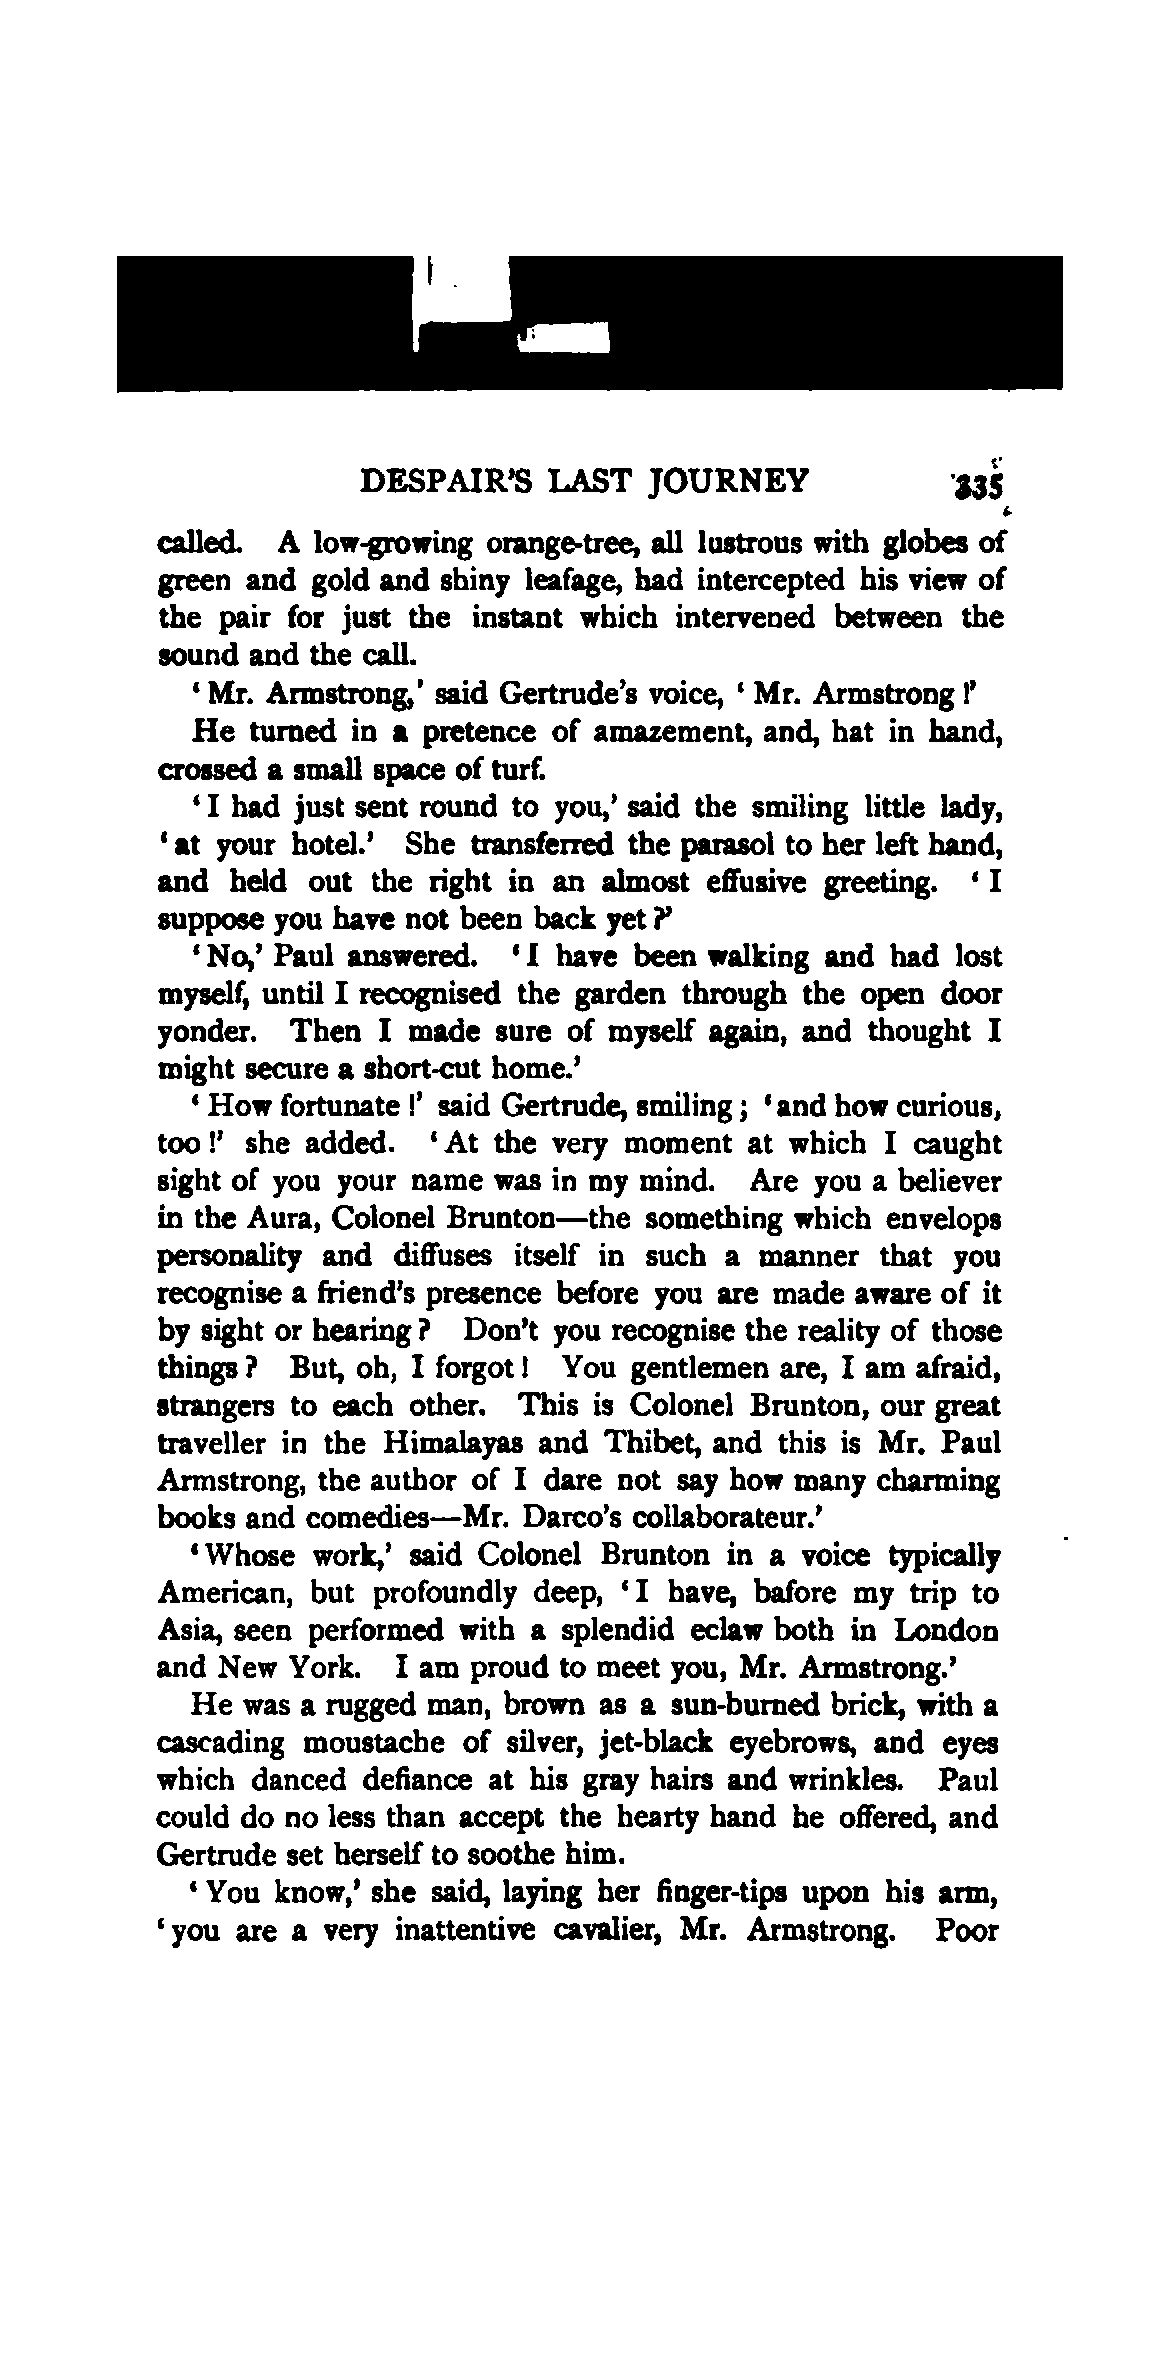 DESPAIR'S LAST JOURNEY 335
called. A low-growing orange-tree, all lustrous with globes of
green and gold and shiny leafage, had intercepted his view of
the pair for just the instant which intervened between the
sound and the call.
‘Mr. Armstrong,’ said Gertrude's voice, ‘Mr. Armstrong!’
He turned in a pretence of amazement, and, hat in hand,
crossed a small space of turf.
‘I had just sent round to you,’ said the smiling little lady,
‘at your hotel.’ She transferred the parasol to her left hand,
and held out the right in an almost effusive greeting. ‘I
suppose you have not been back yet?’
‘No,’ Paul answered. ‘I have been walking and had lost
myself, until I recognised the garden through the open door
yonder. Then I made sure of myself again, and thought I
might secure a short-cut home.’
‘How fortunate!’ said Gertrude, smiling; ‘and how curious,
too!’ she added. ‘At the very moment at which I caught
sight of you your name was in my mind. Are you a believer
in the Aura, Colonel Brunton—the something which envelops
personality and diffuses itself in such a manner that you
recognise a friend's presence before you are made aware of it
by sight or hearing? Don't you recognise the reality of those
things? But, oh, I forgot! You gentlemen are, I am afraid,
strangers to each other. This is Colonel Brunton, our great
traveller in the Himalayas and Thibet, and this is Mr. Paul
Armstrong, the author of I dare not say how many charming
books and comedies—Mr. Darco's collaborateur.’
‘Whose work,’ said Colonel Brunton in a voice typically
American, but profoundly deep, ‘I have, bafore my trip to
Asia, seen performed with a splendid eclaw both in London
and New York. I am proud to meet you, Mr. Armstrong.’
He was a rugged man, brown as a sun-burned brick, with a
cascading moustache of silver, jet-black eyebrows, and eyes
which danced defiance at his gray hairs and wrinkles. Paul
could do no less than accept the hearty hand he offered, and
Gertrude set herself to soothe him.
‘You know,’ she said, laying her finger-tips upon his arm,
‘you are a very inattentive cavalier, Mr. Armstrong. Poor